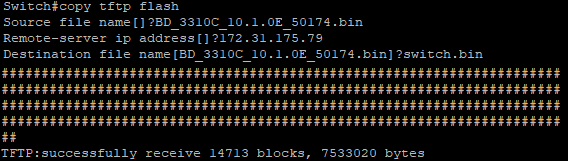 Switch#copy tftp flash
Source file name[]?BD_3310C_10.1.0E_50174.bin
Remote-server ip address[]?172.31.175.79
Destination file name[BD_3310C_10.1.0E_50174.bin]?switch.bin
######################################################################
######################################################################
######################################################################
######################################################################
##
TFTP:successfully receive 14713 blocks, 7533020 bytes